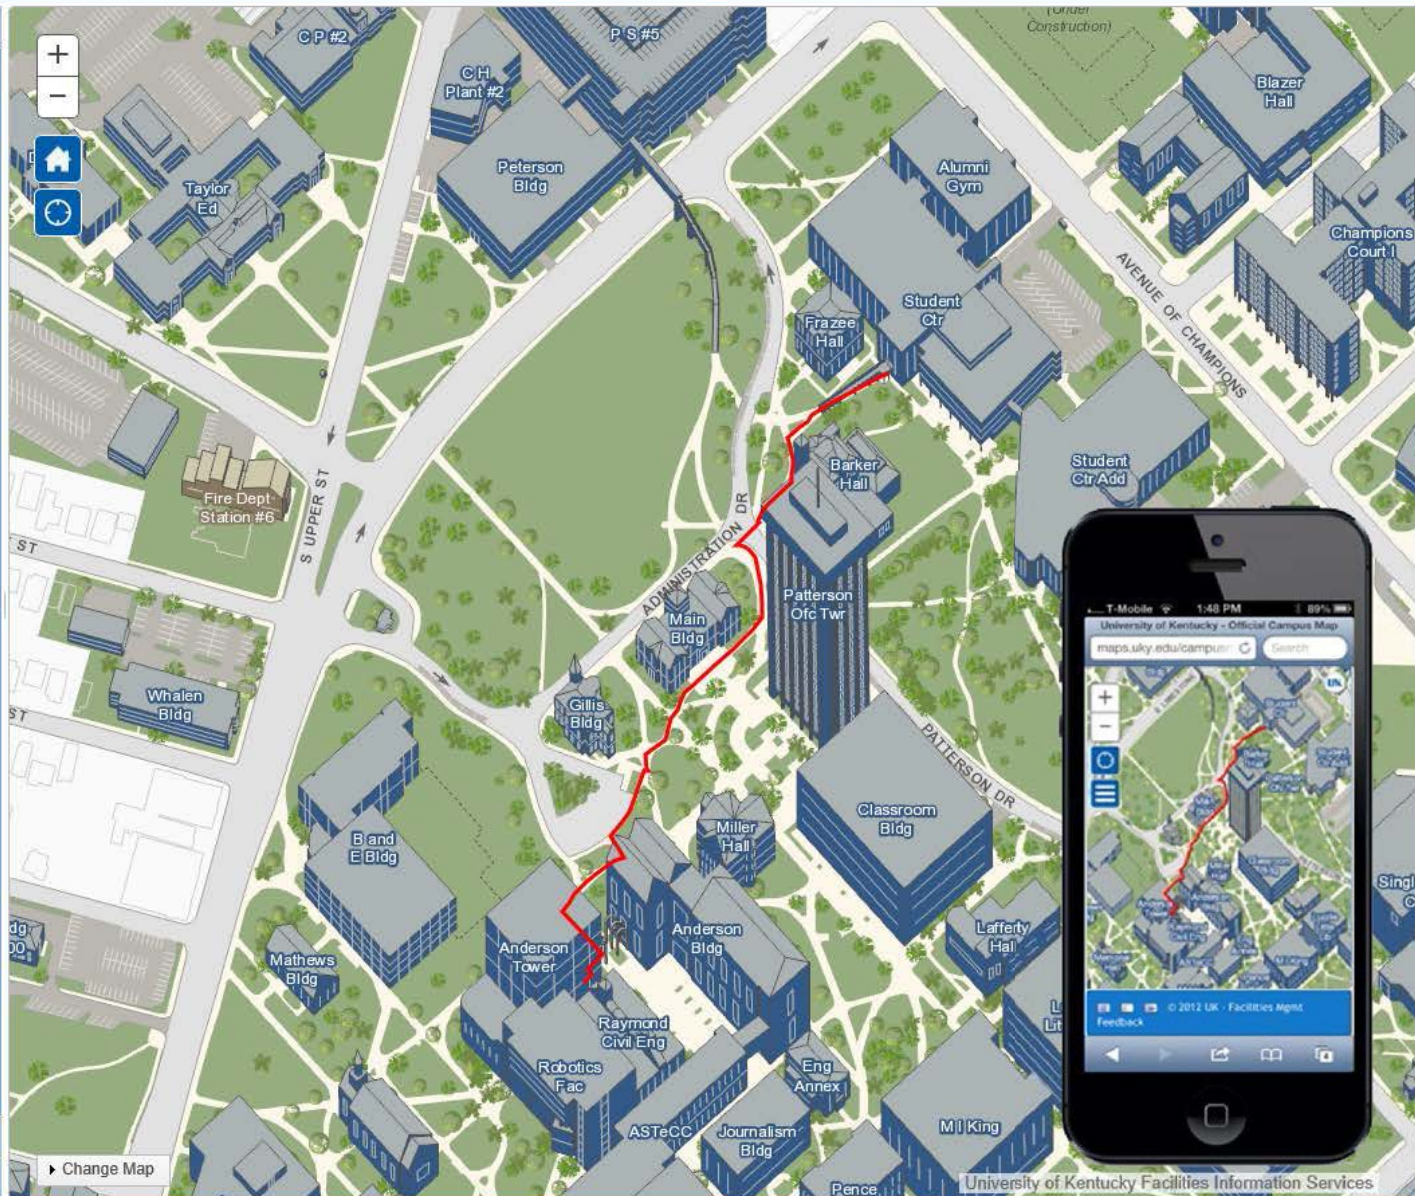 +
−
C P #2
C H
Plant #2
P S #5
(Under
Construction)
Blazer
Hall
Peterson
Bldg
Alumni
Gym
Taylor
Ed
Champions
Court I
AVENUE OF CHAMPIONS
Student
Ctr
Frazee
Hall
Barker
Hall
Student
Ctr Add
Fire Dept
Station #6
S UPPER ST
ST
ADMINISTRATION DR
Main
Bldg
Patterson
Ofc Twr
Whalen
Bldg
ST
Gillis
Bldg
PATTERSON DR
Classroom
Bldg
Miller
Hall
B and
E Bldg
Anderson
Bldg
Lafferty
Hall
Anderson
Tower
Mathews
Bldg
Raymond
Civil Eng
Robotics
Fac
Eng
Annex
ASTeCC
Journalism
Bldg
M I King
Pence
Change Map
University of Kentucky Facilities Information Services
T-Mobile 1:48 PM 89%
University of Kentucky - Official Campus Map
maps.uky.edu/campus
Search
+
−
UK
© 2012 UK - Facilities Mgmt
Feedback